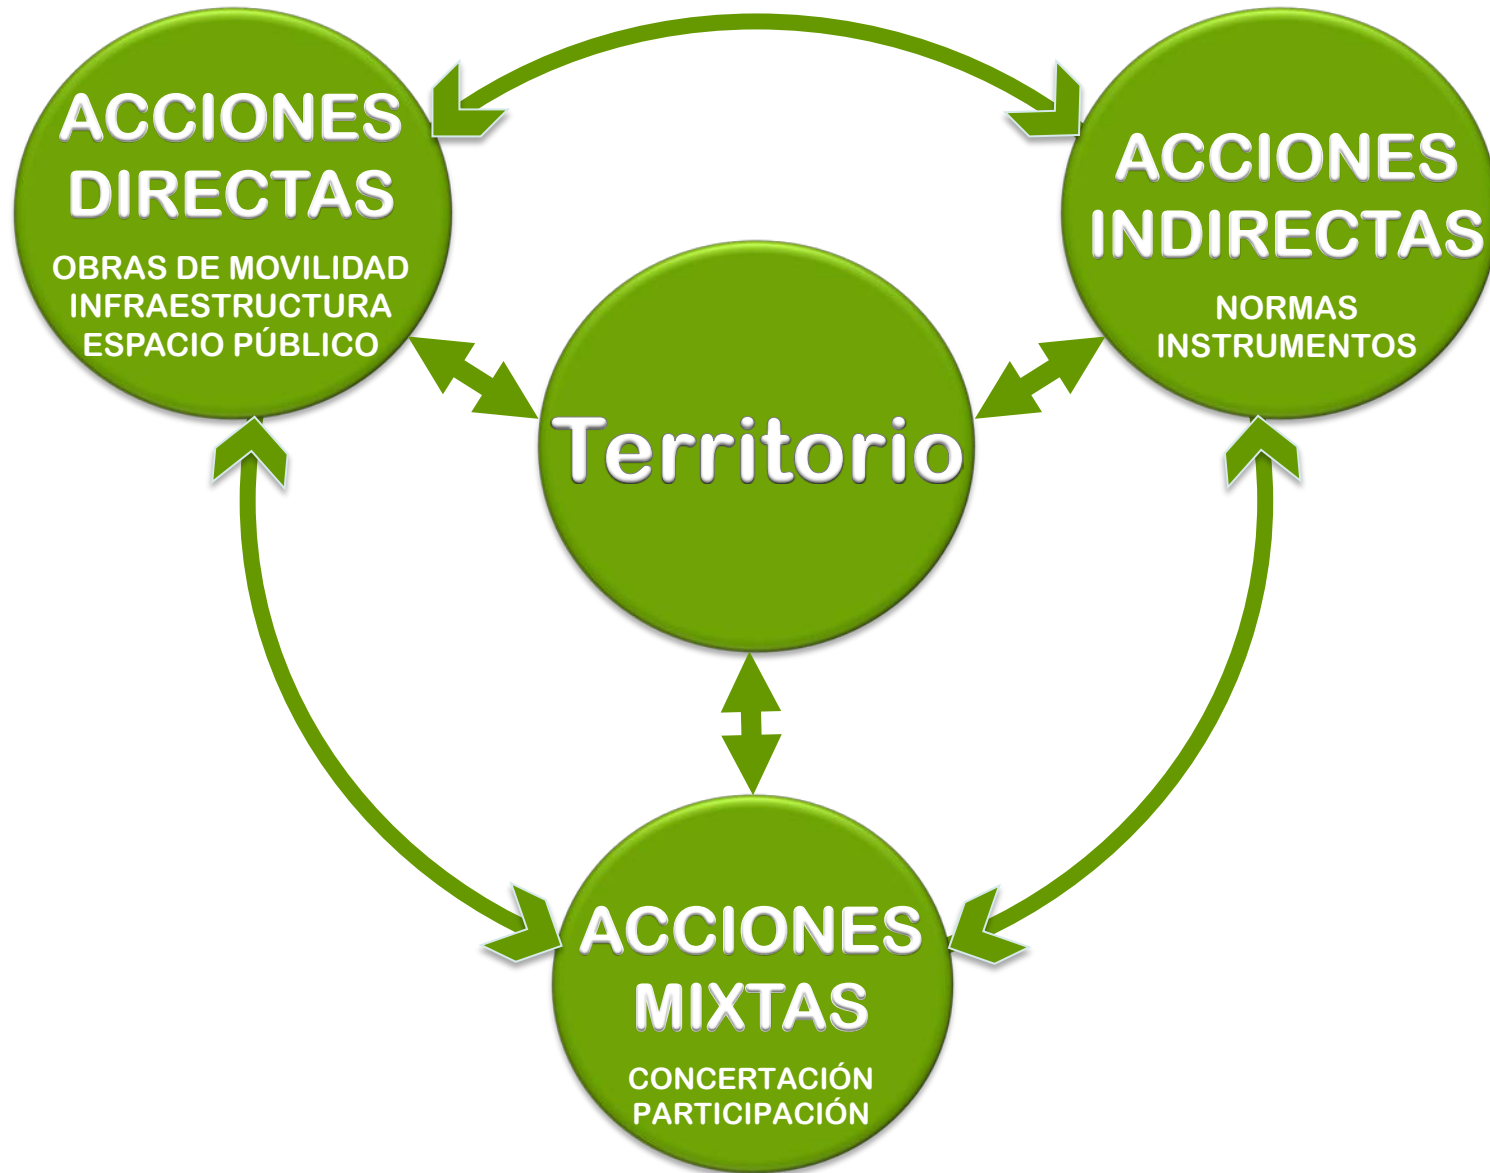 ACCIONES
DIRECTAS
OBRAS DE MOVILIDAD
INFRAESTRUCTURA
ESPACIO PÚBLICO
ACCIONES
INDIRECTAS
NORMAS
INSTRUMENTOS
Territorio
ACCIONES
MIXTAS
CONCERTACIÓN
PARTICIPACIÓN